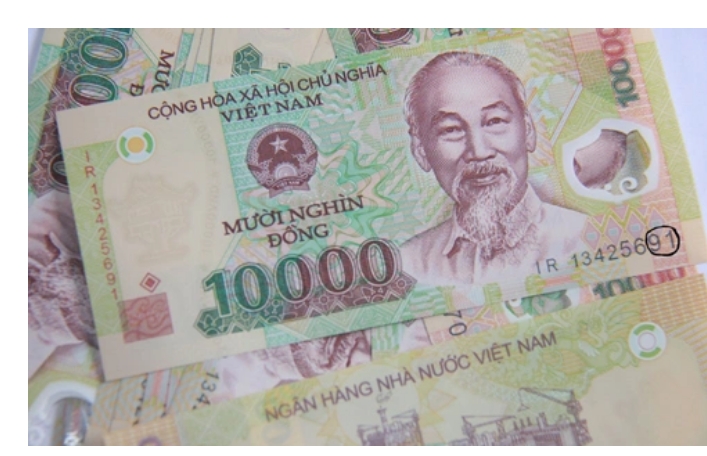 CỘNG HÒA XÃ HỘI CHỦ NGHĨA
VIỆT NAM
IR 13425691
MƯỜI NGHÌN
ĐỒNG
10000
IR 13425691
NGÂN HÀNG NHÀ NƯỚC VIỆT NAM